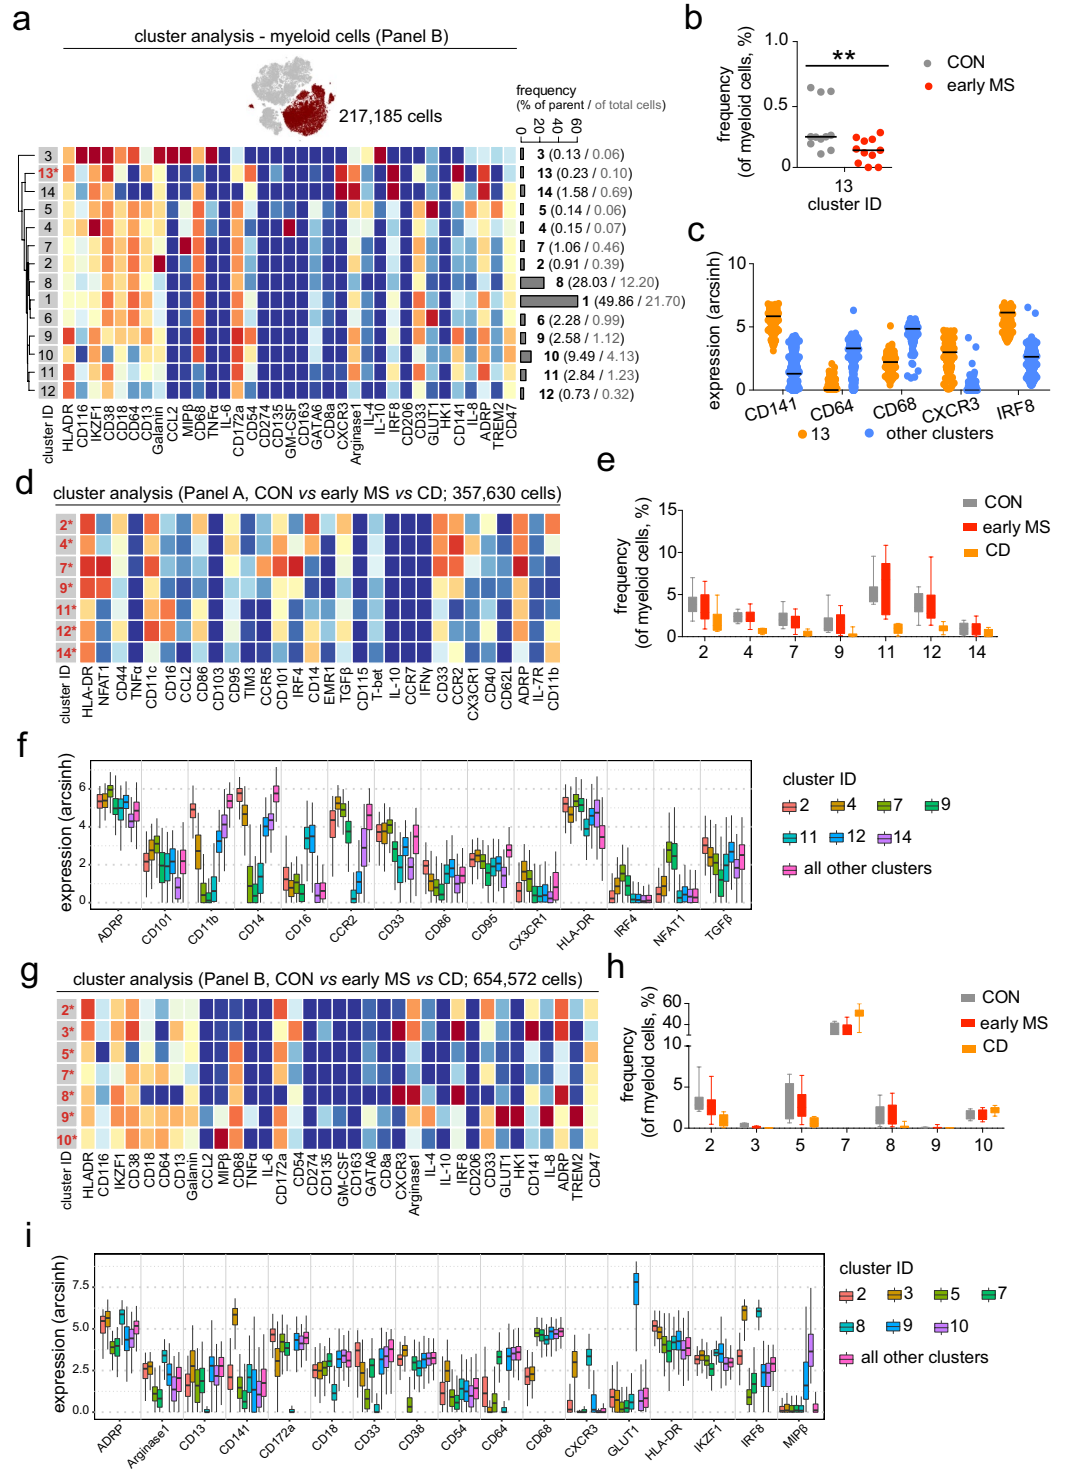 a
cluster analysis - myeloid cells (Panel B)
217,185 cells
frequency
(% of parent / of total cells)
0 20 40 60
3 3 (0.13 / 0.06)
13* 13 (0.23 / 0.10)
14 14 (1.58 / 0.69)
5 5 (0.14 / 0.06)
4 4 (0.15 / 0.07)
7 7 (1.06 / 0.46)
2 2 (0.91 / 0.39)
8 8 (28.03 / 12.20)
1 1 (49.86 / 21.70)
6 6 (2.28 / 0.99)
9 9 (2.58 / 1.12)
10 10 (9.49 / 4.13)
11 11 (2.84 / 1.23)
12 12 (0.73 / 0.32)
cluster ID HLADR CD116 IKZF1 CD38 CD18 CD64 CD13 Galanin CCL2 MIPβ CD68 TNFα IL-6 CD172a CD54 CD274 CD135 GM-CSF CD163 GATA6 CD8a CXCR3 Arginase1 IL-4 IL-10 IRF8 CD206 CD33 GLUT1 HK1 CD141 IL-8 ADRP TREM2 CD47
b
frequency
(of myeloid cells, %)
1.0
0.5
0
**
13
cluster ID
CON
early MS
c
expression (arcsinh)
10
5
0
CD141 CD64 CD68 CXCR3 IRF8
13 other clusters
d
cluster analysis (Panel A, CON vs early MS vs CD; 357,630 cells)
2*
4*
7*
9*
11*
12*
14*
cluster ID HLA-DR NFAT1 CD44 TNFα CD11c CD16 CCL2 CD86 CD103 CD95 TIM3 CCR5 CD101 IRF4 CD14 EMR1 TGFβ CD115 T-bet IL-10 CCR7 IFNγ CD33 CCR2 CX3CR1 CD40 CD62L ADRP IL-7R CD11b
e
frequency
(of myeloid cells, %)
15
10
5
0
2 4 7 9 11 12 14
CON
early MS
CD
f
expression (arcsinh)
6
4
2
0
ADRP CD101 CD11b CD14 CD16 CCR2 CD33 CD86 CD95 CX3CR1 HLA-DR IRF4 NFAT1 TGFβ
cluster ID
2 4 7 9
11 12 14
all other clusters
g
cluster analysis (Panel B, CON vs early MS vs CD; 654,572 cells)
2*
3*
5*
7*
8*
9*
10*
cluster ID HLADR CD116 IKZF1 CD38 CD18 CD64 CD13 Galanin CCL2 MIPβ CD68 TNFα IL-6 CD172a CD54 CD274 CD135 GM-CSF CD163 GATA6 CD8a CXCR3 Arginase1 IL-4 IL-10 IRF8 CD206 CD33 GLUT1 HK1 CD141 IL-8 ADRP TREM2 CD47
h
frequency
(of myeloid cells, %)
60
40
10
5
0
2 3 5 7 8 9 10
CON
early MS
CD
i
expression (arcsinh)
7.5
5.0
2.5
0.0
ADRP Arginase1 CD13 CD141 CD172a CD18 CD33 CD38 CD54 CD64 CD68 CXCR3 GLUT1 HLA-DR IKZF1 IRF8 MIPβ
cluster ID
2 3 5 7
8 9 10
all other clusters